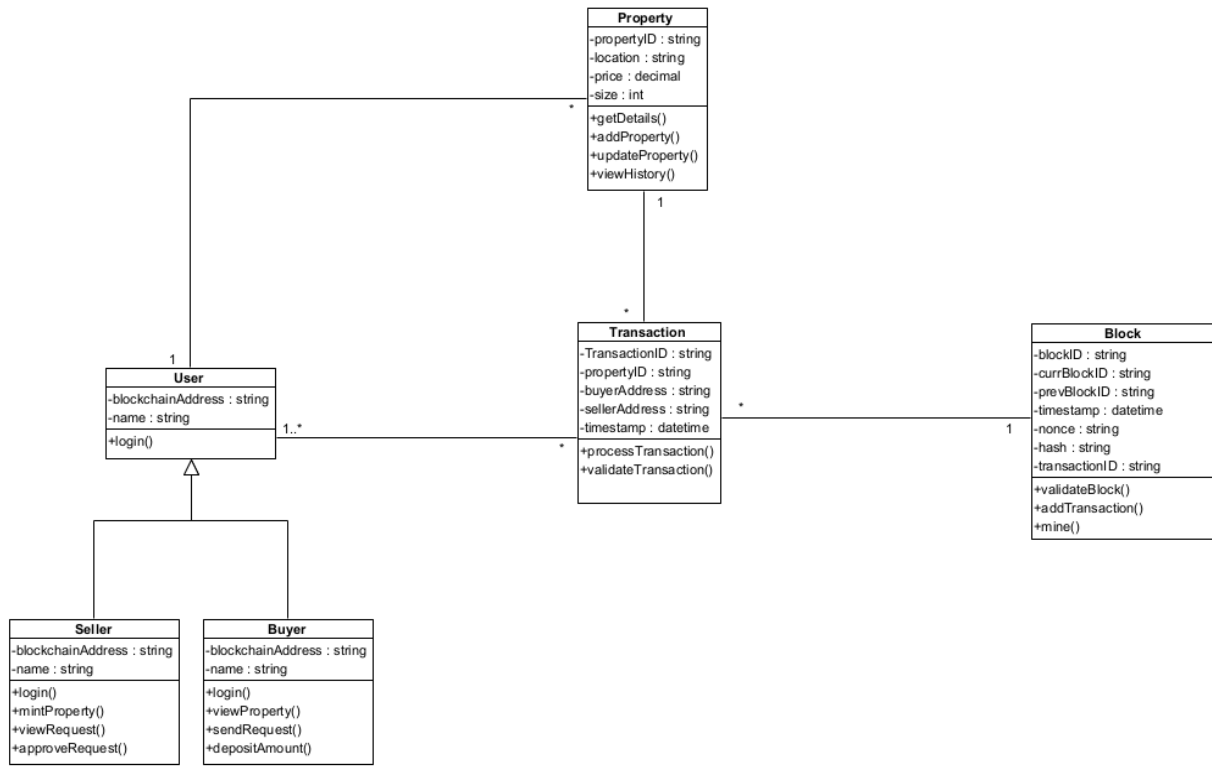 Property
-propertyID : string
-location : string
-price : decimal
-size : int
+getDetails()
+addProperty()
+updateProperty()
+viewHistory()
*
1
*
1
User
-blockchainAddress : string
-name : string
+login()
1..*
*
Transaction
-TransactionID : string
-propertyID : string
-buyerAddress : string
-sellerAddress : string
-timestamp : datetime
+processTransaction()
+validateTransaction()
*
1
Block
-blockID : string
-currBlockID : string
-prevBlockID : string
-timestamp : datetime
-nonce : string
-hash : string
-transactionID : string
+validateBlock()
+addTransaction()
+mine()
Seller
-blockchainAddress : string
-name : string
+login()
+mintProperty()
+viewRequest()
+approveRequest()
Buyer
-blockchainAddress : string
-name : string
+login()
+viewProperty()
+sendRequest()
+depositAmount()